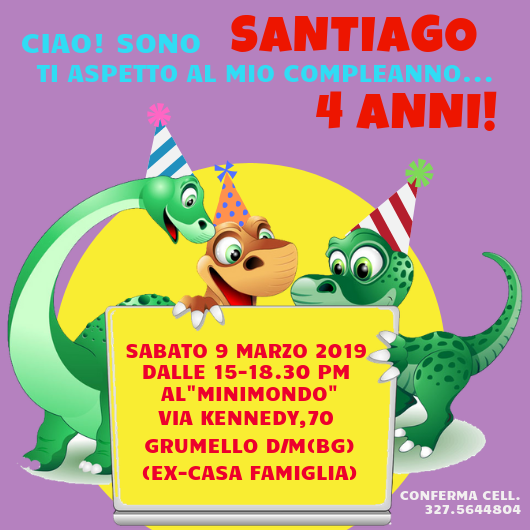 CIAO! SONO SANTIAGO
TI ASPETTO AL MIO COMPLEANNO...
4 ANNI!
SABATO 9 MARZO 2019
DALLE 15-18.30 PM
AL"MINIMONDO"
VIA KENNEDY,70
GRUMELLO D/M(BG)
(EX-CASA FAMIGLIA)
CONFERMA CELL.
327.5644804